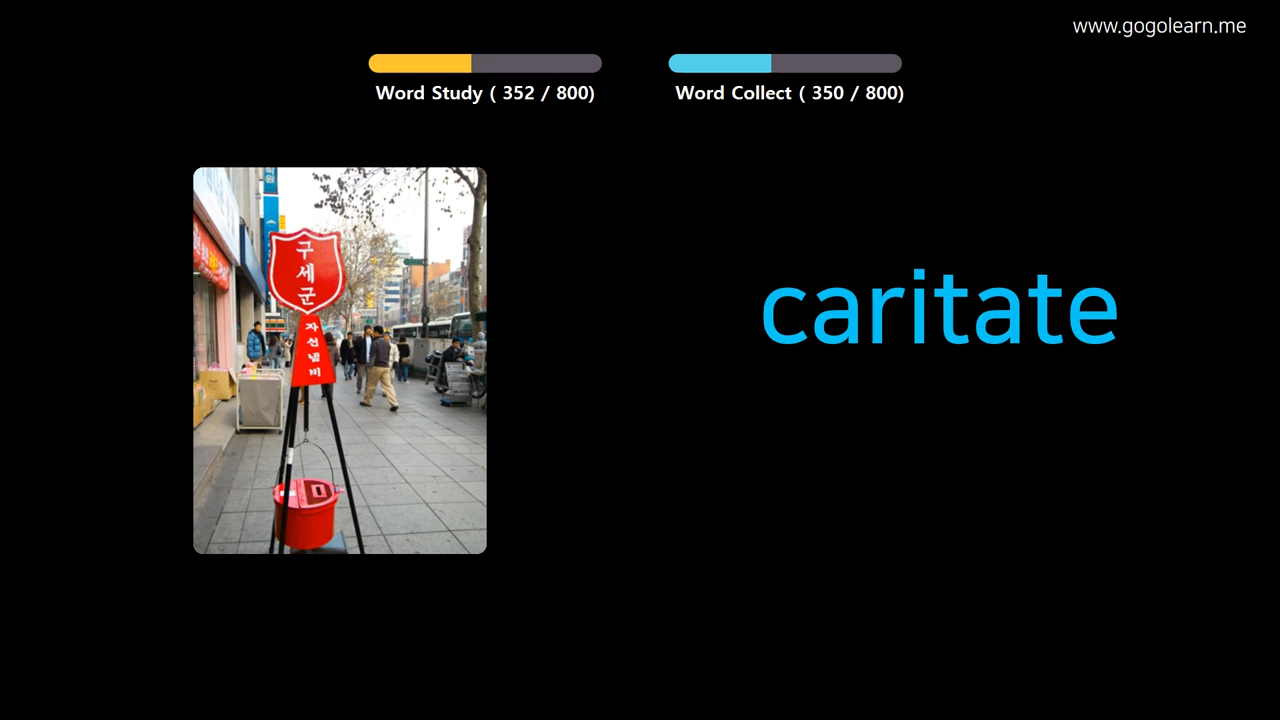 www.gogolearn.me
Word Study ( 352 / 800)
Word Collect ( 350 / 800)
caritate
구
세
군
자
선
냄
비